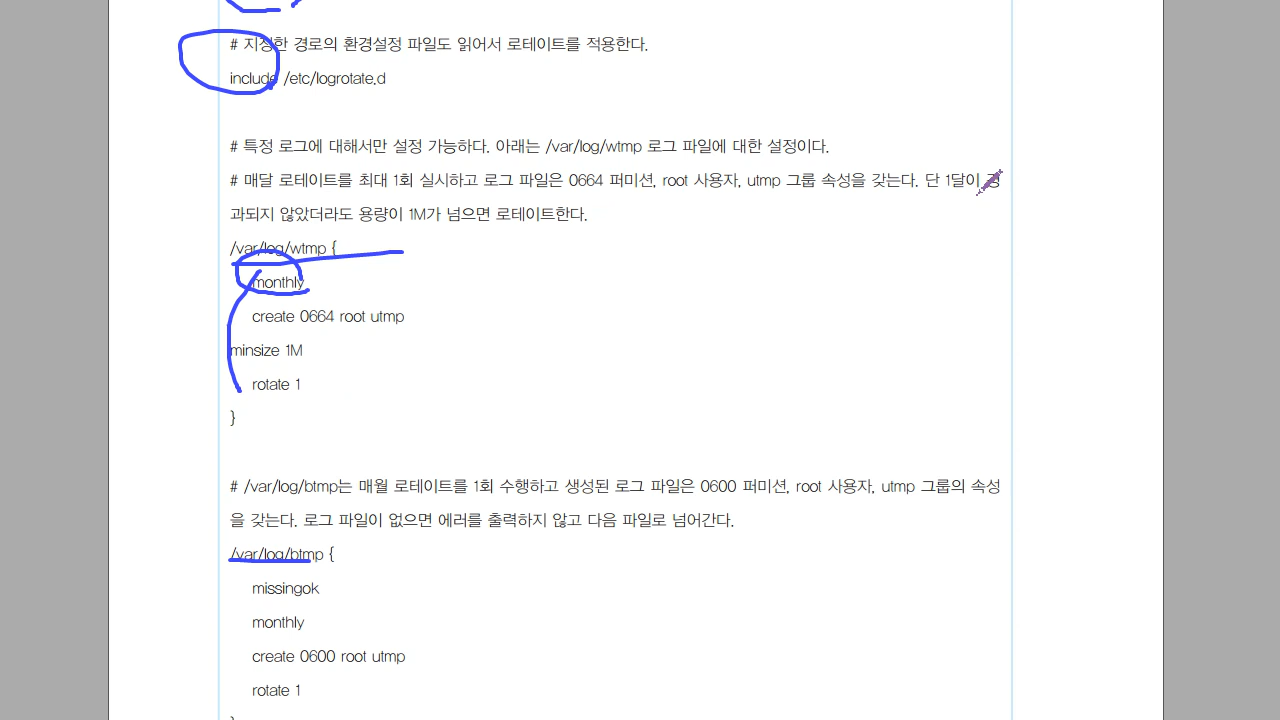 # 지정한 경로의 환경설정 파일도 읽어서 로테이트를 적용한다.
include /etc/logrotate.d
# 특정 로그에 대해서만 설정 가능하다. 아래는 /var/log/wtmp 로그 파일에 대한 설정이다.
# 매달 로테이트를 최대 1회 실시하고 로그 파일은 0664 퍼미션, root 사용자, utmp 그룹 속성을 갖는다. 단 1달이 경
과되지 않았더라도 용량이 1M가 넘으면 로테이트한다.
/var/log/wtmp {
monthly
create 0664 root utmp
minsize 1M
rotate 1
}
# /var/log/btmp는 매월 로테이트를 1회 수행하고 생성된 로그 파일은 0600 퍼미션, root 사용자, utmp 그룹의 속성
을 갖는다. 로그 파일이 없으면 에러를 출력하지 않고 다음 파일로 넘어간다.
/var/log/btmp {
missingok
monthly
create 0600 root utmp
rotate 1
}